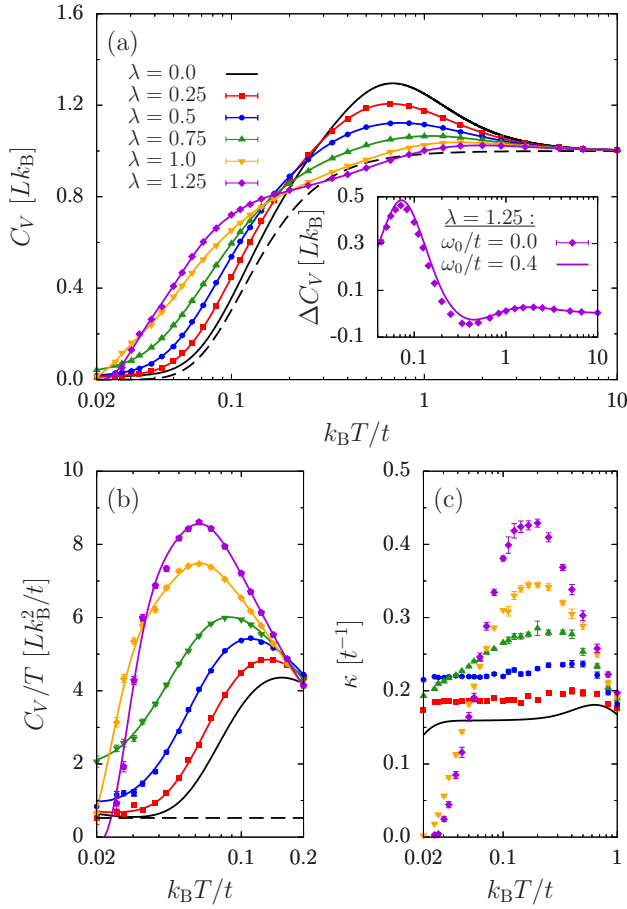 (a)
λ = 0.0
λ = 0.25
λ = 0.5
λ = 0.75
λ = 1.0
λ = 1.25
C_V [Lk_B]
1.6
1.2
0.8
0.4
0.0
0.02
0.1
1
10
k_BT/t
λ = 1.25 :
ω_0/t = 0.0
ω_0/t = 0.4
ΔC_V [Lk_B]
0.5
0.3
0.1
-0.1
0.1
1
10
(b)
C_V/T [Lk_B^2/t]
10
8
6
4
2
0
0.02
0.1
0.2
k_BT/t
(c)
κ [t^{-1}]
0.5
0.4
0.3
0.2
0.1
0.0
0.02
0.1
1
k_BT/t